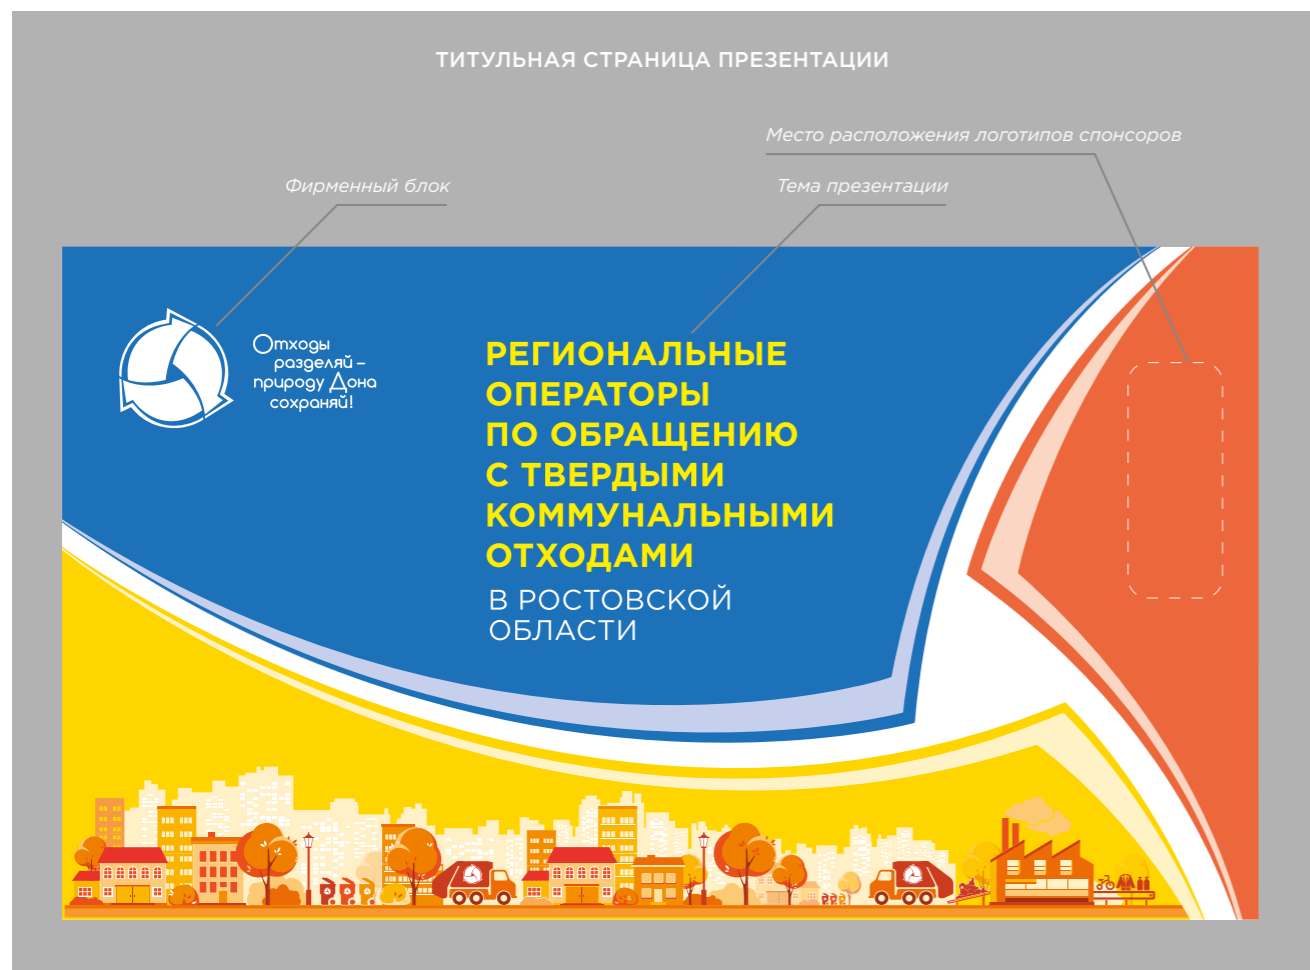 ТИТУЛЬНАЯ СТРАНИЦА ПРЕЗЕНТАЦИИ
Место расположения логотипов спонсоров
Фирменный блок
Тема презентации
Отходы
разделяй –
природу Дона
сохраняй!
РЕГИОНАЛЬНЫЕ
ОПЕРАТОРЫ
ПО ОБРАЩЕНИЮ
С ТВЕРДЫМИ
КОММУНАЛЬНЫМИ
ОТХОДАМИ
В РОСТОВСКОЙ
ОБЛАСТИ